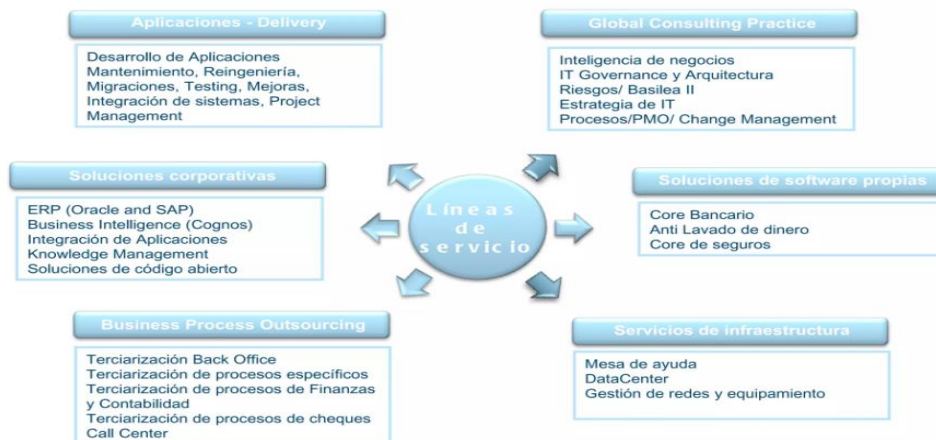 Aplicaciones - Delivery
Desarrollo de Aplicaciones
Mantenimiento, Reingeniería,
Migraciones, Testing, Mejoras,
Integración de sistemas, Project
Management
Global Consulting Practice
Inteligencia de negocios
IT Governance y Arquitectura
Riesgos/ Basilea II
Estrategia de IT
Procesos/PMO/ Change Management
Soluciones corporativas
ERP (Oracle and SAP)
Business Intelligence (Cognos)
Integración de Aplicaciones
Knowledge Management
Soluciones de código abierto
Líneas
de
servicio
Soluciones de software propias
Core Bancario
Anti Lavado de dinero
Core de seguros
Business Process Outsourcing
Terciarización Back Office
Terciarización de procesos específicos
Terciarización de procesos de Finanzas
y Contabilidad
Terciarización de procesos de cheques
Call Center
Servicios de infraestructura
Mesa de ayuda
DataCenter
Gestión de redes y equipamiento